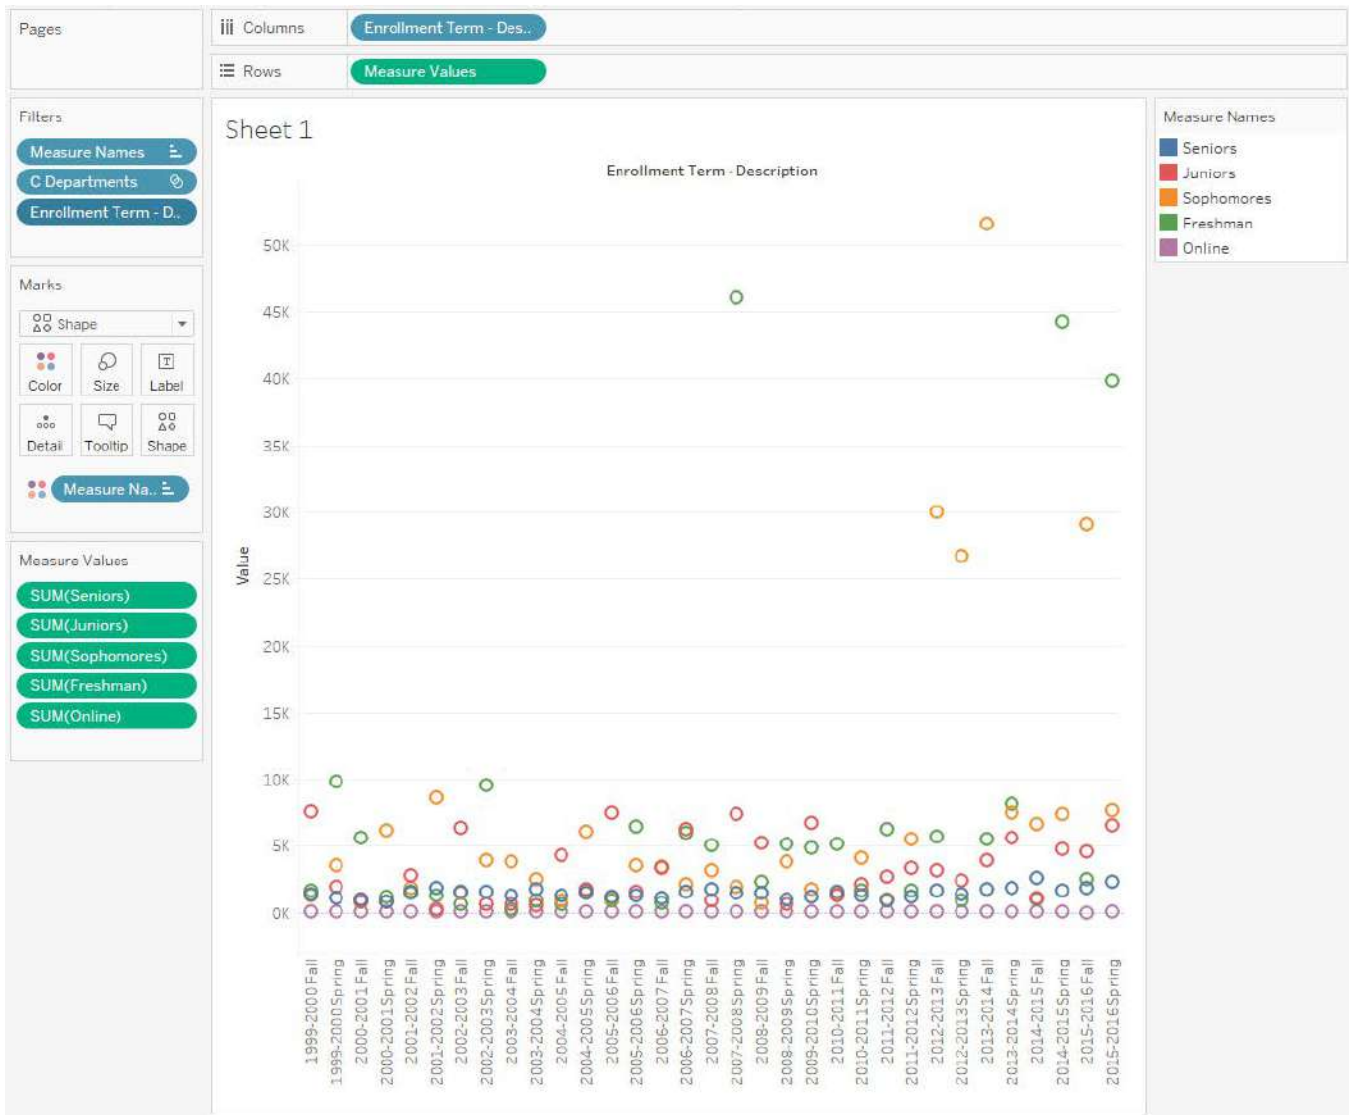 Pages
Columns
Enrollment Term - Des..
Rows
Measure Values
Filters
Measure Names
C Departments
Enrollment Term - D..
Marks
Shape
Color Size Label
Detail Tooltip Shape
Measure Na..
Measure Values
SUM(Seniors)
SUM(Juniors)
SUM(Sophomores)
SUM(Freshman)
SUM(Online)
Sheet 1
Enrollment Term - Description
Value
50K
45K
40K
35K
30K
25K
20K
15K
10K
5K
0K
1999-2000 Fall
1999-2000 Spring
2000-2001 Fall
2000-2001 Spring
2001-2002 Fall
2001-2002 Spring
2002-2003 Fall
2002-2003 Spring
2003-2004 Fall
2003-2004 Spring
2004-2005 Fall
2004-2005 Spring
2005-2006 Fall
2005-2006 Spring
2006-2007 Fall
2006-2007 Spring
2007-2008 Fall
2007-2008 Spring
2008-2009 Fall
2008-2009 Spring
2009-2010 Spring
2010-2011 Fall
2010-2011 Spring
2011-2012 Fall
2011-2012 Spring
2012-2013 Fall
2012-2013 Spring
2013-2014 Fall
2013-2014 Spring
2014-2015 Fall
2014-2015 Spring
2015-2016 Fall
2015-2016 Spring
Measure Names
Seniors
Juniors
Sophomores
Freshman
Online